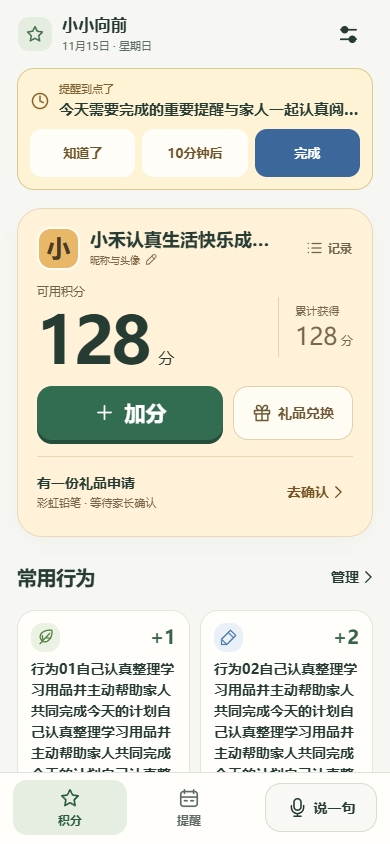 小小向前
11月15日 · 星期日
提醒到点了
今天需要完成的重要提醒与家人一起认真阅...
知道了
10分钟后
完成
小
小禾认真生活快乐成...
昵称与头像
记录
可用积分
128 分
累计获得
128 分
加分
礼品兑换
有一份礼品申请
彩虹铅笔 · 等待家长确认
去确认
常用行为
管理
+1
行为01自己认真整理学
习用品并主动帮助家人
共同完成今天的计划自
己认真整理学习用品并
主动帮助家人共同完成
+2
行为02自己认真整理学
习用品并主动帮助家人
共同完成今天的计划自
己认真整理学习用品并
主动帮助家人共同完成
积分
提醒
说一句